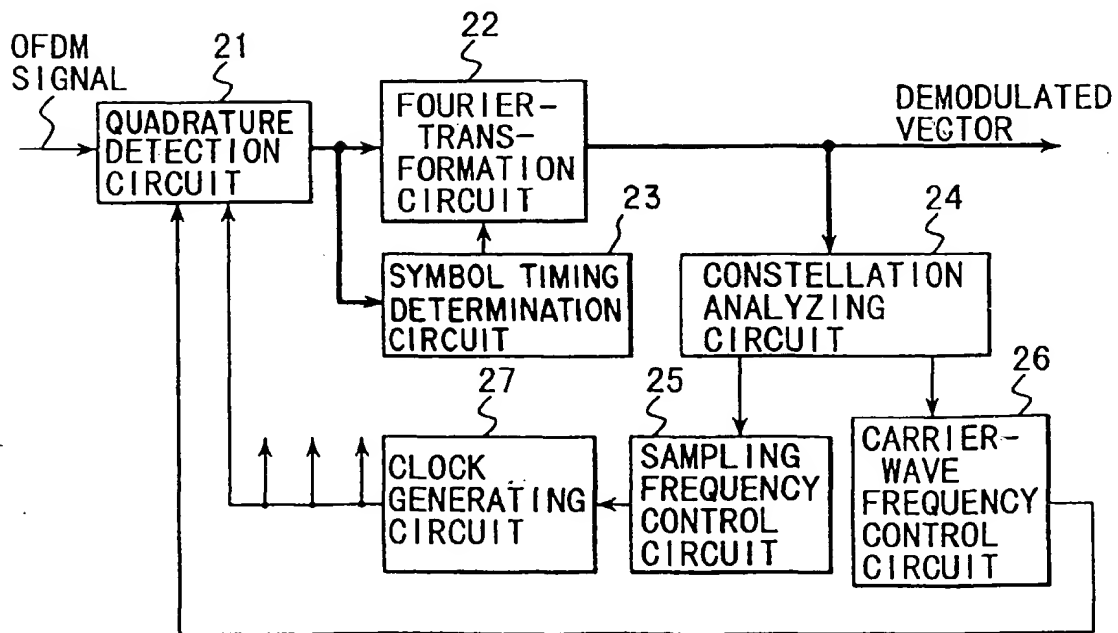 OFDM
SIGNAL
21
QUADRATURE
DETECTION
CIRCUIT
22
FOURIER-
TRANS-
FORMATION
CIRCUIT
DEMODULATED
VECTOR
23
SYMBOL TIMING
DETERMINATION
CIRCUIT
24
CONSTELLATION
ANALYZING
CIRCUIT
27
CLOCK
GENERATING
CIRCUIT
25
SAMPLING
FREQUENCY
CONTROL
CIRCUIT
26
CARRIER-
WAVE
FREQUENCY
CONTROL
CIRCUIT